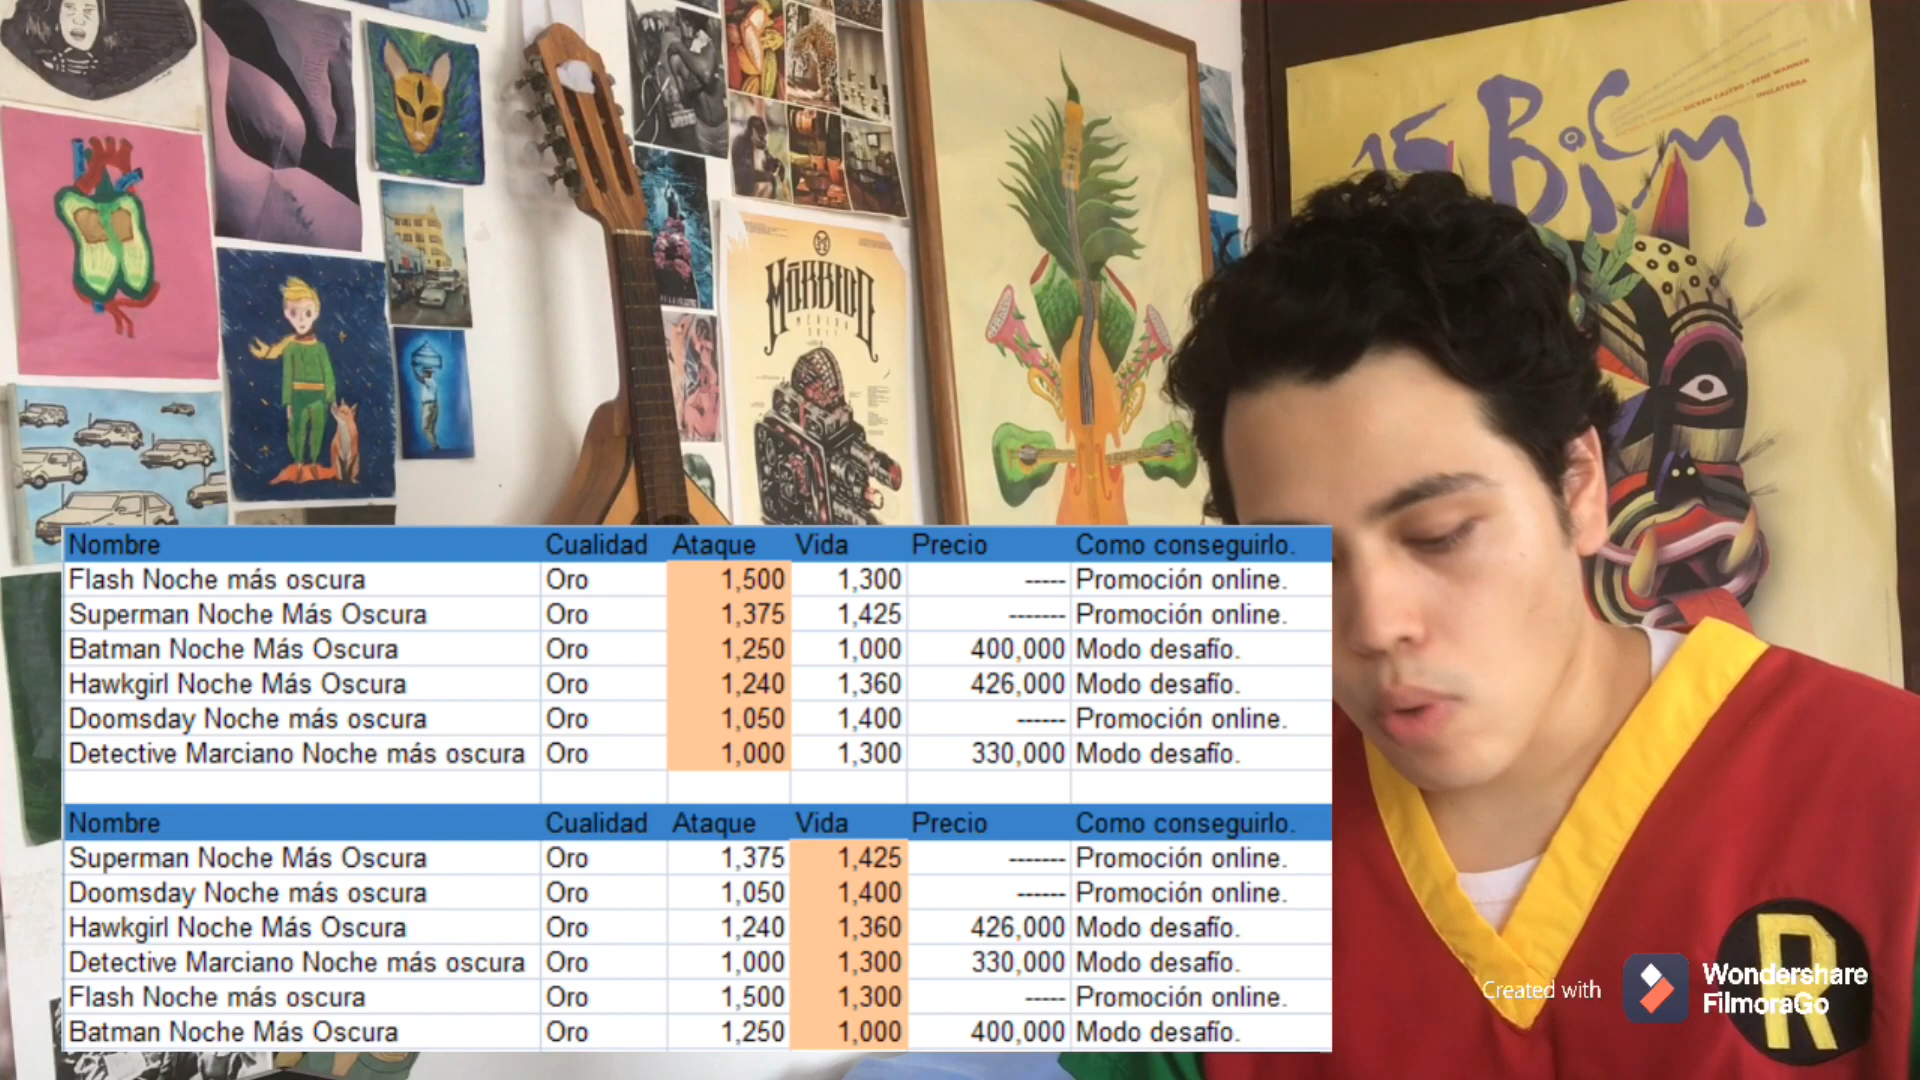 15 BiCM
MÓRBIDO
Nombre Cualidad Ataque Vida Precio Como conseguirlo.
Flash Noche más oscura Oro 1,500 1,300 ----- Promoción online.
Superman Noche Más Oscura Oro 1,375 1,425 ------- Promoción online.
Batman Noche Más Oscura Oro 1,250 1,000 400,000 Modo desafío.
Hawkgirl Noche Más Oscura Oro 1,240 1,360 426,000 Modo desafío.
Doomsday Noche más oscura Oro 1,050 1,400 ------ Promoción online.
Detective Marciano Noche más oscura Oro 1,000 1,300 330,000 Modo desafío.
Nombre Cualidad Ataque Vida Precio Como conseguirlo.
Superman Noche Más Oscura Oro 1,375 1,425 ------- Promoción online.
Doomsday Noche más oscura Oro 1,050 1,400 ------ Promoción online.
Hawkgirl Noche Más Oscura Oro 1,240 1,360 426,000 Modo desafío.
Detective Marciano Noche más oscura Oro 1,000 1,300 330,000 Modo desafío.
Flash Noche más oscura Oro 1,500 1,300 ----- Promoción online.
Batman Noche Más Oscura Oro 1,250 1,000 400,000 Modo desafío.
R
Created with Wondershare
FilmoraGo